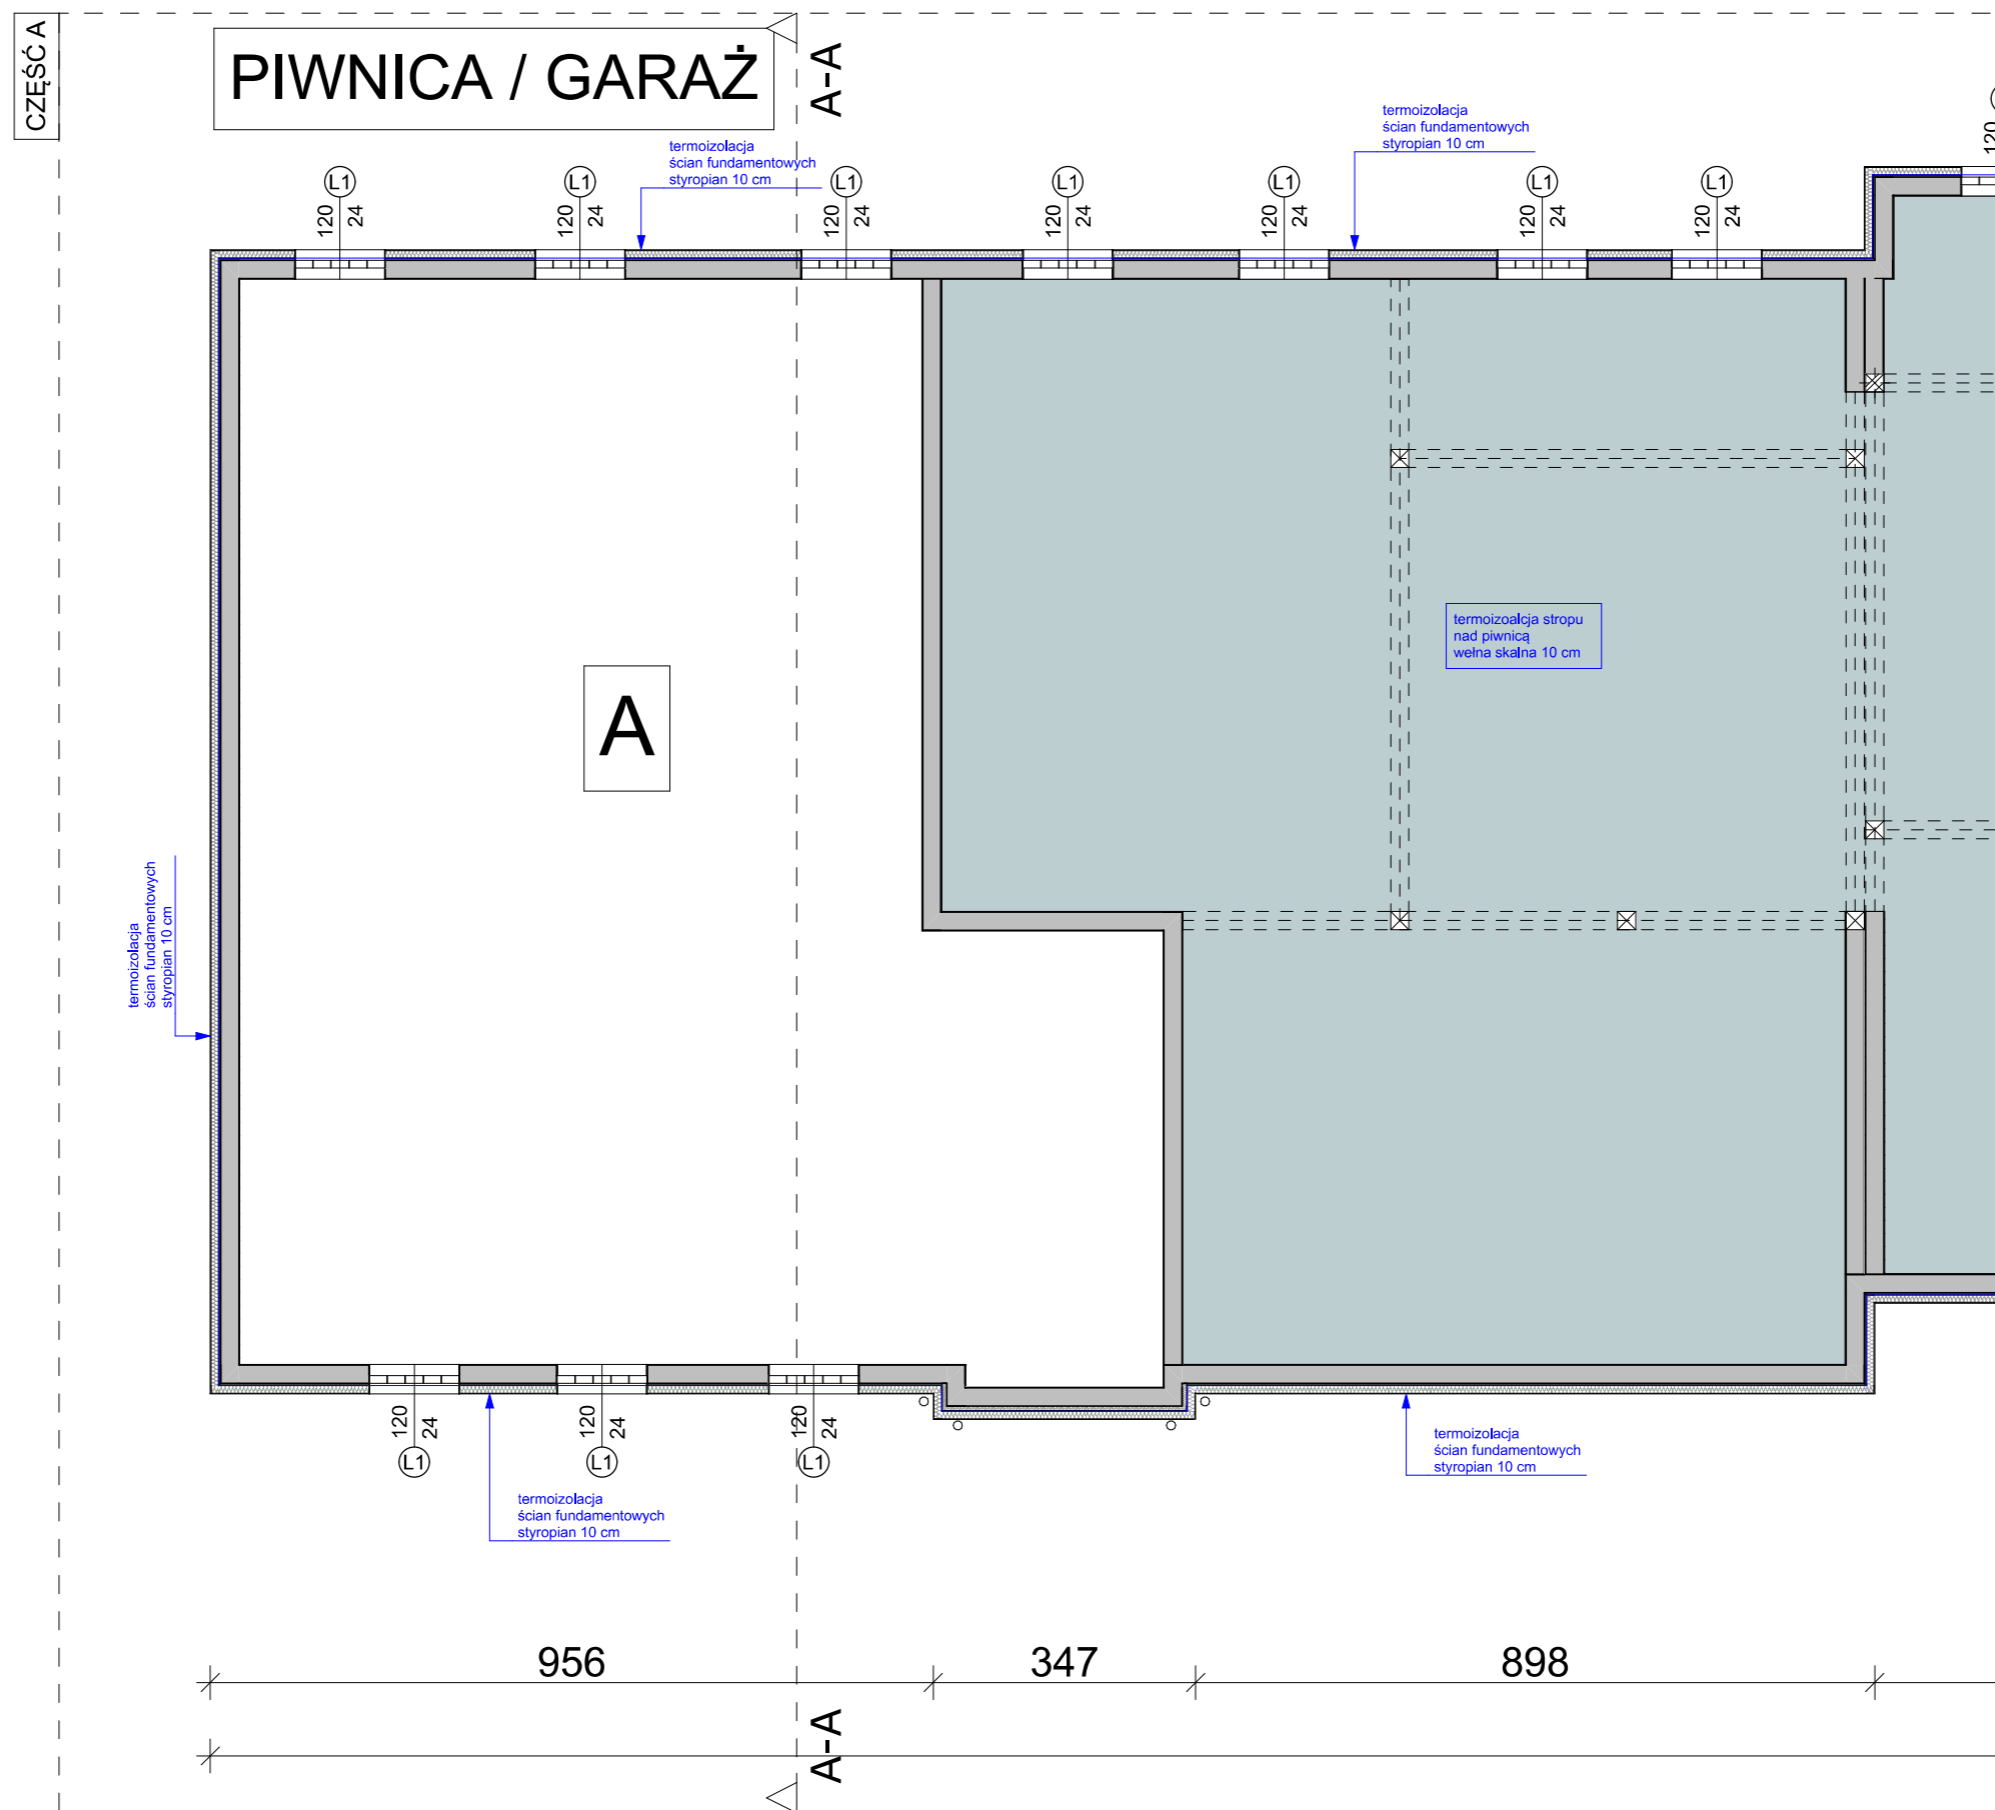 CZĘŚĆ A
PIWNICA / GARAŻ
A-A
termoizolacja
ścian fundamentowych
styropian 10 cm
termoizolacja
ścian fundamentowych
styropian 10 cm
L1
120
24
L1
120
24
L1
120
24
L1
120
24
L1
120
24
L1
120
24
L1
120
24
120
termoizoalcja stropu
nad piwnicą
wełna skalna 10 cm
A
termoizolacja
ścian fundamentowych
styropian 10 cm
120
24
L1
120
24
L1
120
24
L1
termoizolacja
ścian fundamentowych
styropian 10 cm
termoizolacja
ścian fundamentowych
styropian 10 cm
956
347
898
A-A